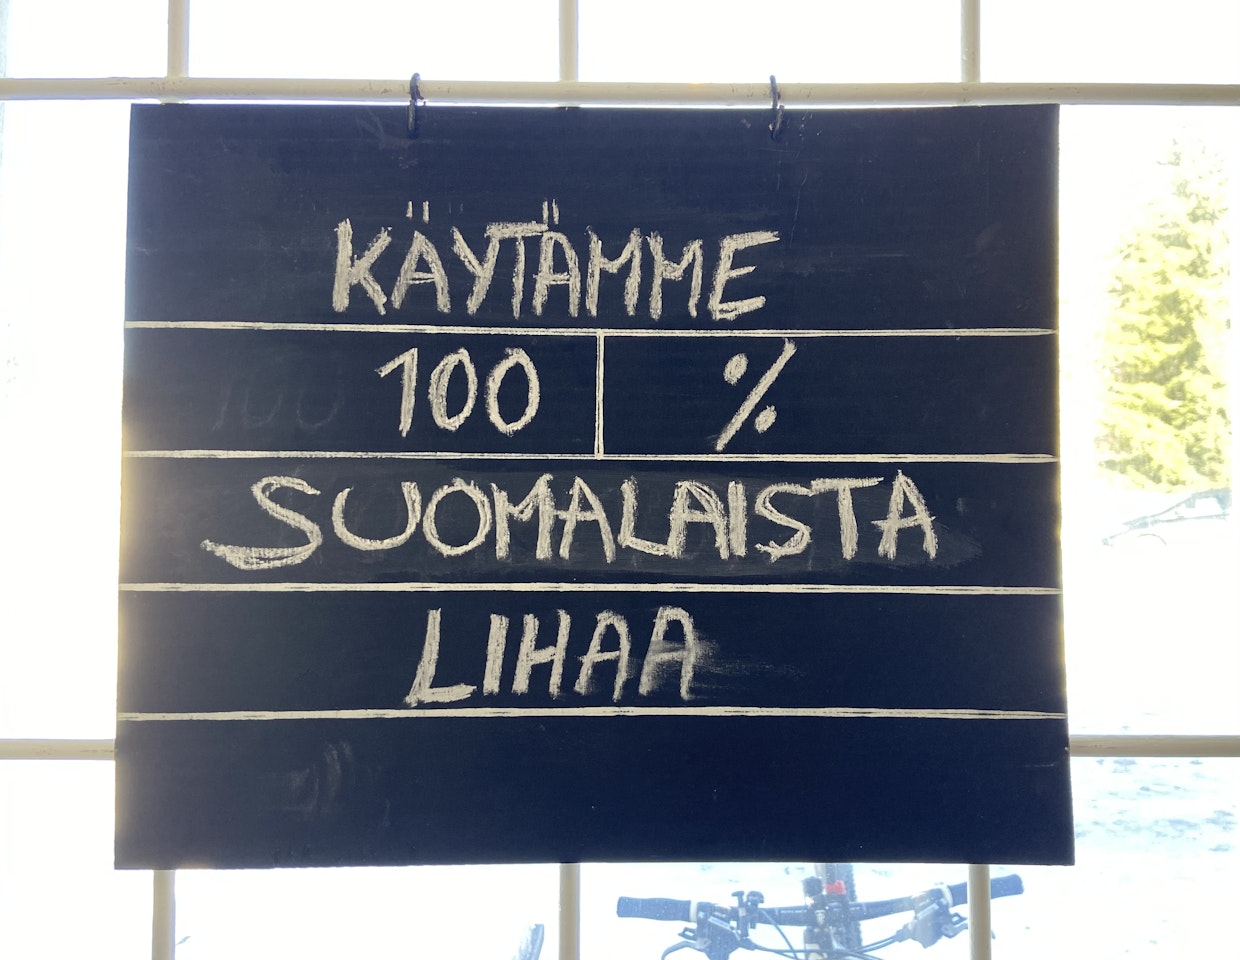 KÄYTÄMME
100 %
SUOMALAISTA
LIHAA